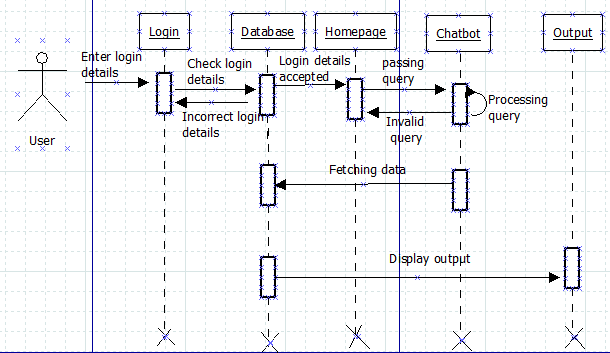 Login
Database
Homepage
Chatbot
Output
Enter login
details
Check login
details
Login details
accepted
passing
query
Incorrect login
details
Invalid
query
Processing
query
User
Fetching data
Display output